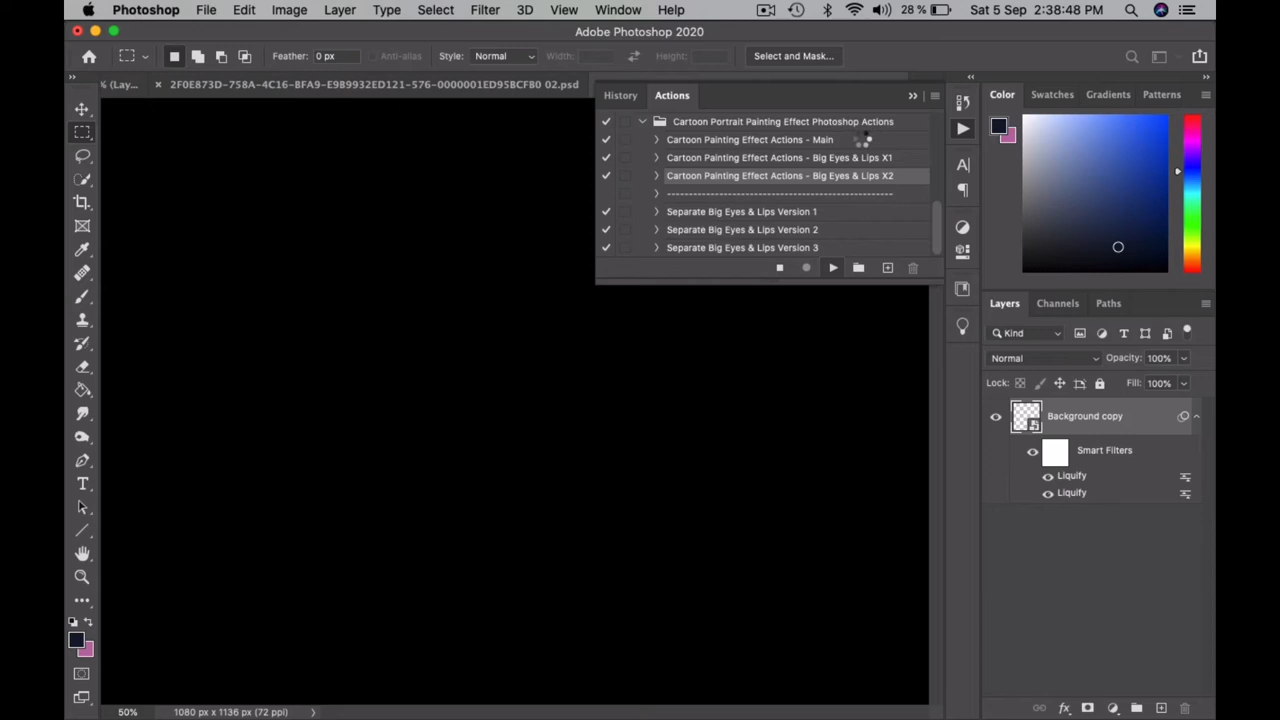 Photoshop File Edit Image Layer Type Select Filter 3D View Window Help 28 % Sat 5 Sep 2:38:48 PM
Adobe Photoshop 2020
Feather: 0 px Anti-alias Style: Normal Width: Height: Select and Mask...
% (Lay... × 2F0E873D-758A-4C16-BFA9-E9B9932ED121-576-0000001ED95BCFB0 02.psd
History Actions
Cartoon Portrait Painting Effect Photoshop Actions
Cartoon Painting Effect Actions - Main
Cartoon Painting Effect Actions - Big Eyes & Lips X1
Cartoon Painting Effect Actions - Big Eyes & Lips X2
----------------------------------------------------
Separate Big Eyes & Lips Version 1
Separate Big Eyes & Lips Version 2
Separate Big Eyes & Lips Version 3
Color Swatches Gradients Patterns
Layers Channels Paths
Kind
Normal Opacity: 100%
Lock: Fill: 100%
Background copy
Smart Filters
Liquify
Liquify
50% 1080 px x 1136 px (72 ppi)